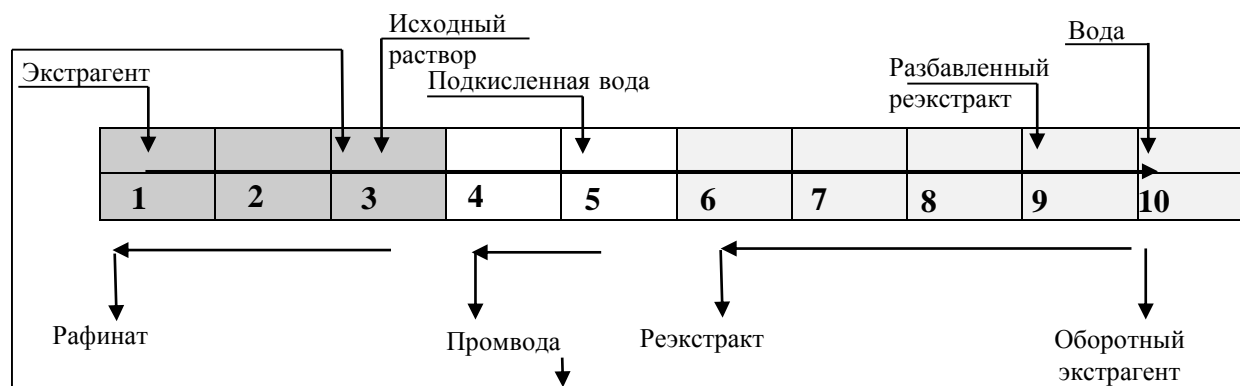 Исходный
раствор
Вода
Экстрагент
Подкисленная вода
Разбавленный
реэкстракт
1 2 3 4 5 6 7 8 9 10
Рафинат
Промвода
Реэкстракт
Оборотный
экстрагент